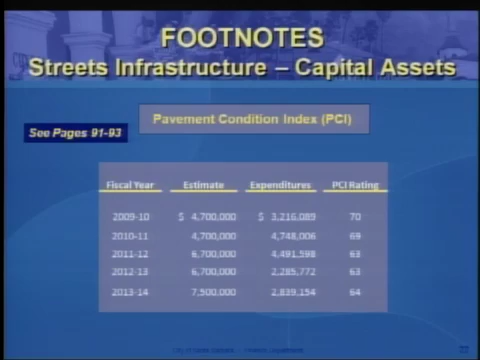 FOOTNOTES
Streets Infrastructure – Capital Assets
Pavement Condition Index (PCI)
See Pages 91-93
Fiscal Year Estimate Expenditures PCI Rating
2009-10 $ 4,700,000 $ 3,216,089 70
2010-11 4,700,000 4,748,006 69
2011-12 6,700,000 4,491,598 63
2012-13 6,700,000 2,285,772 63
2013-14 7,500,000 2,839,154 64